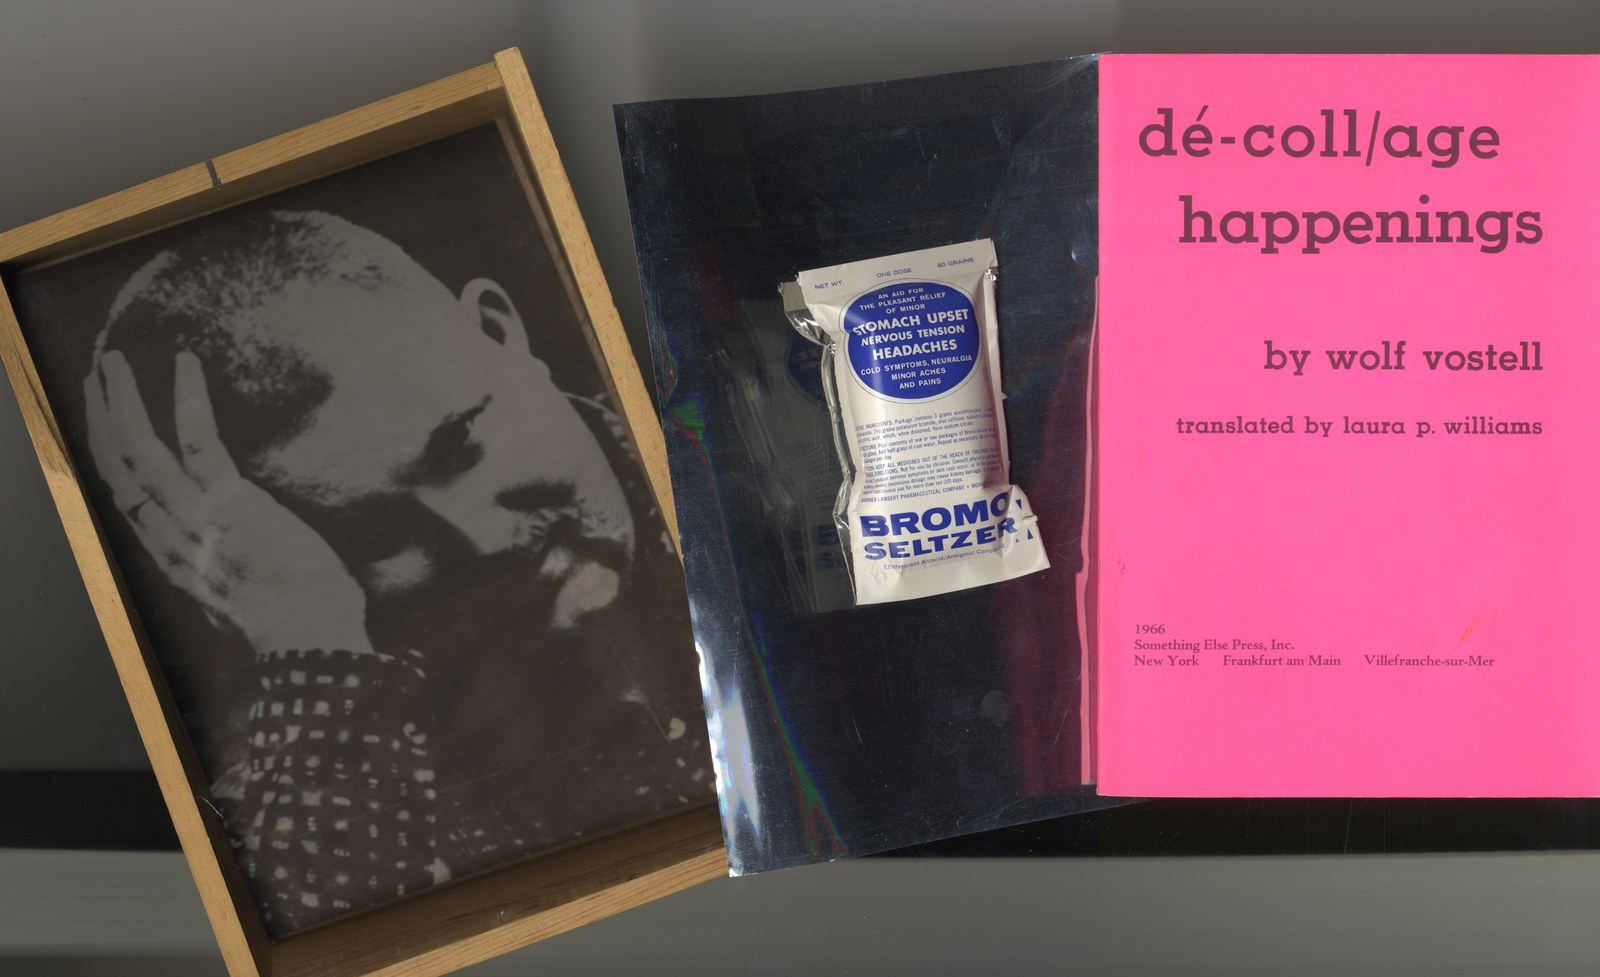 NET WT. ONE DOSE 60 GRAINS
AN AID FOR
THE PLEASANT RELIEF
OF MINOR
STOMACH UPSET
NERVOUS TENSION
HEADACHES
COLD SYMPTOMS, NEURALGIA
MINOR ACHES
AND PAINS
BROMO
SELTZER
dé-coll/age
happenings
by wolf vostell
translated by laura p. williams
1966
Something Else Press, Inc.
New York Frankfurt am Main Villefranche-sur-Mer